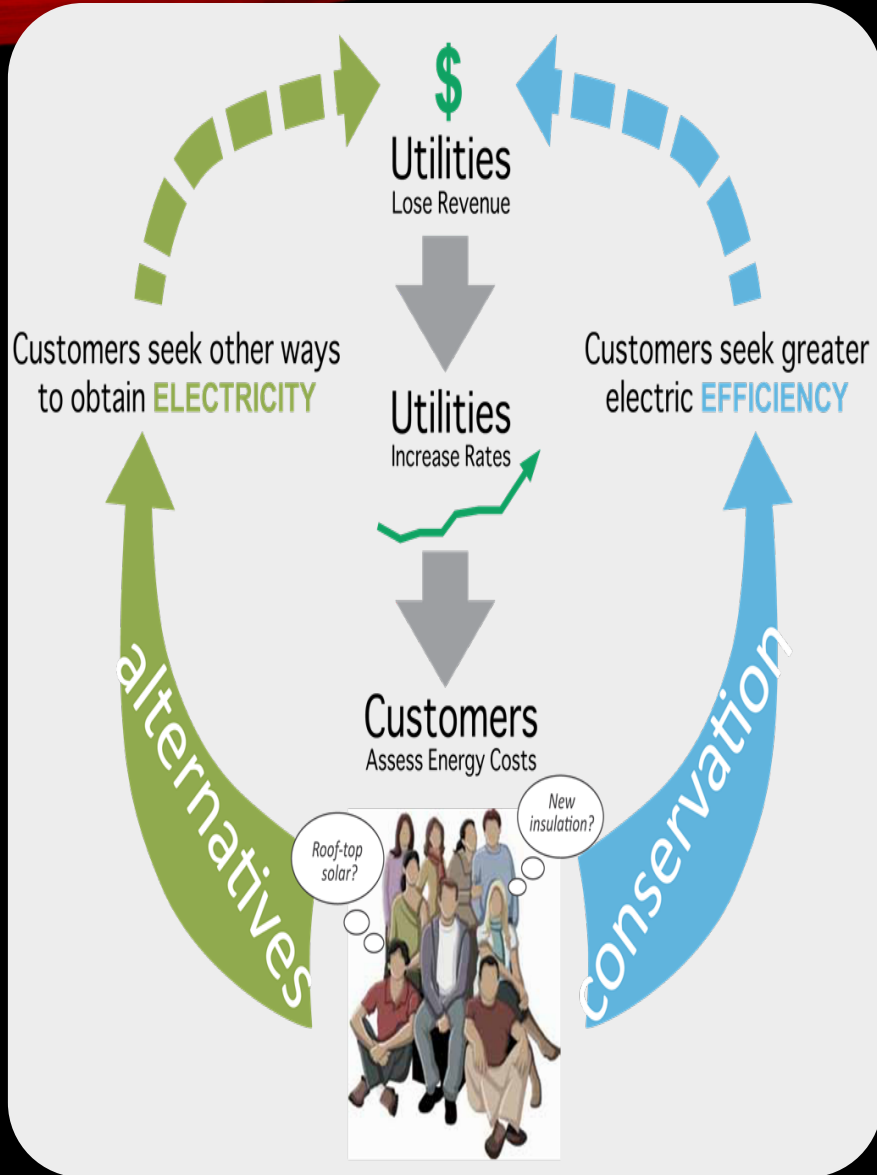 $
Utilities
Lose Revenue
Customers seek other ways
to obtain ELECTRICITY
Customers seek greater
electric EFFICIENCY
Utilities
Increase Rates
alternatives
conservation
Customers
Assess Energy Costs
Roof-top
solar?
New
insulation?